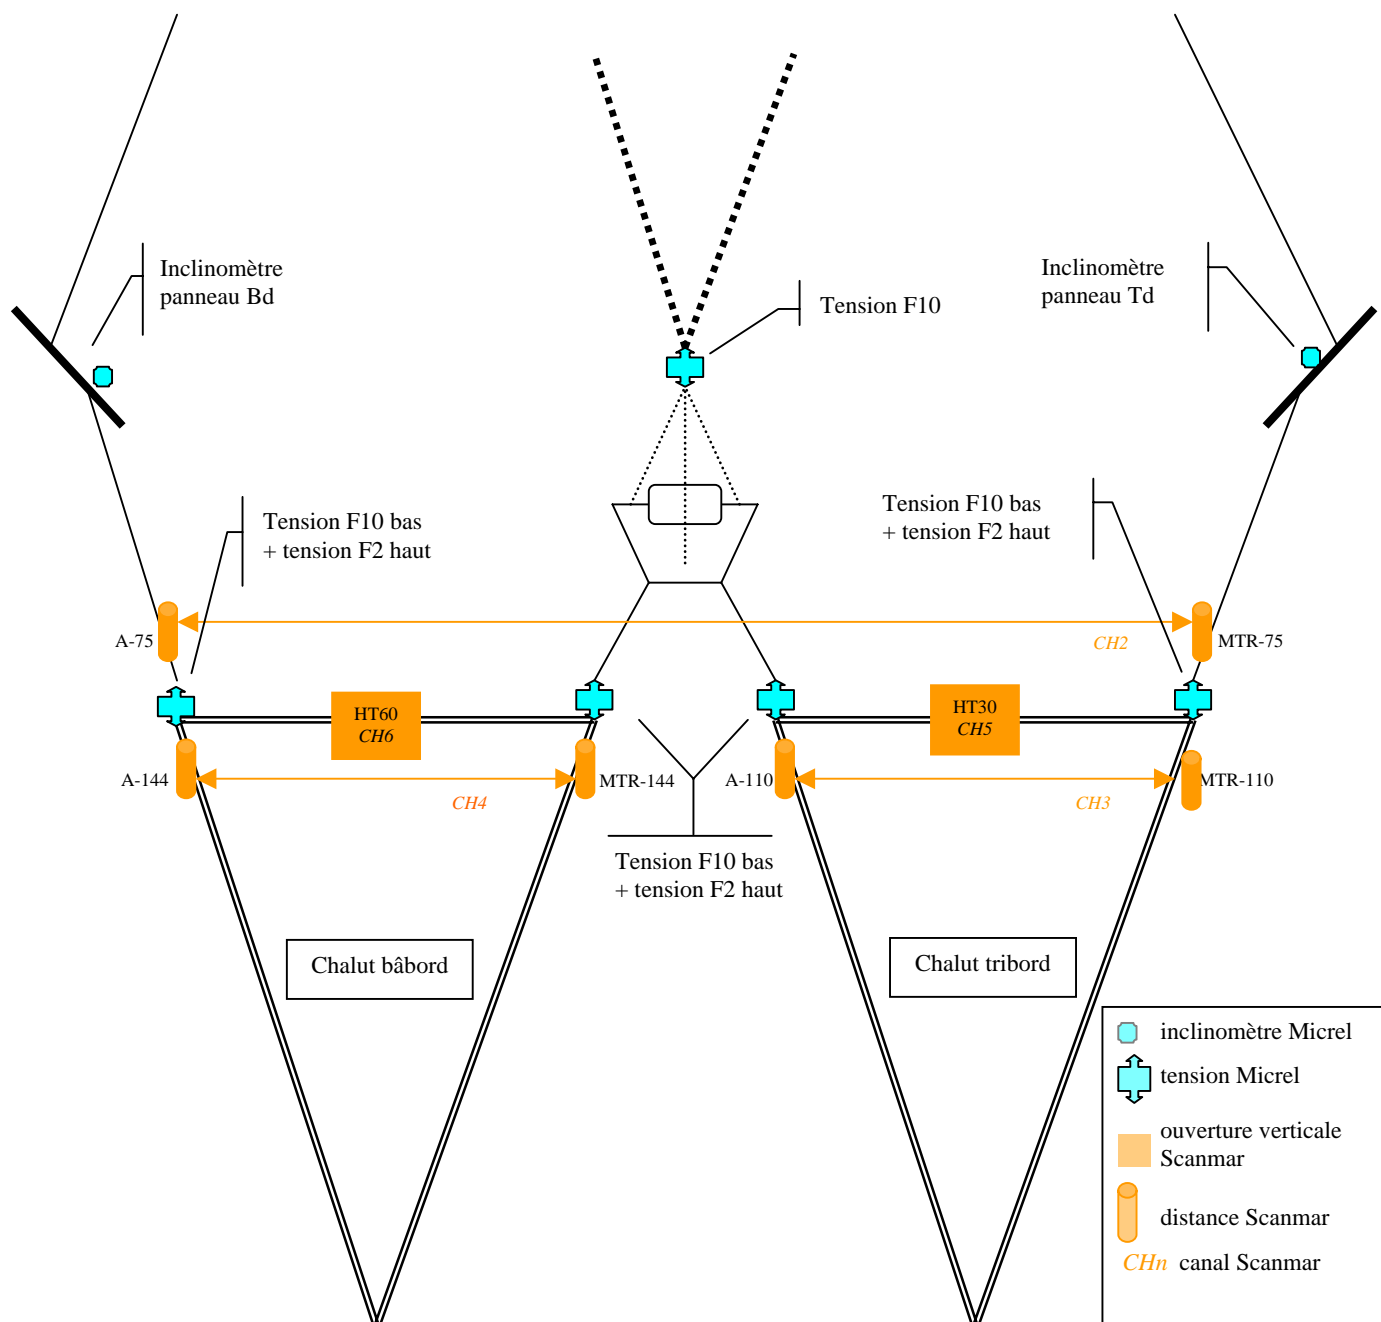 Inclinomètre
panneau Bd
Inclinomètre
panneau Td
Tension F10
Tension F10 bas
+ tension F2 haut
Tension F10 bas
+ tension F2 haut
A-75
CH2
MTR-75
HT60
CH6
HT30
CH5
A-144
CH4
MTR-144
A-110
CH3
MTR-110
Tension F10 bas
+ tension F2 haut
Chalut bâbord
Chalut tribord
inclinomètre Micrel
tension Micrel
ouverture verticale
Scanmar
distance Scanmar
CHn canal Scanmar